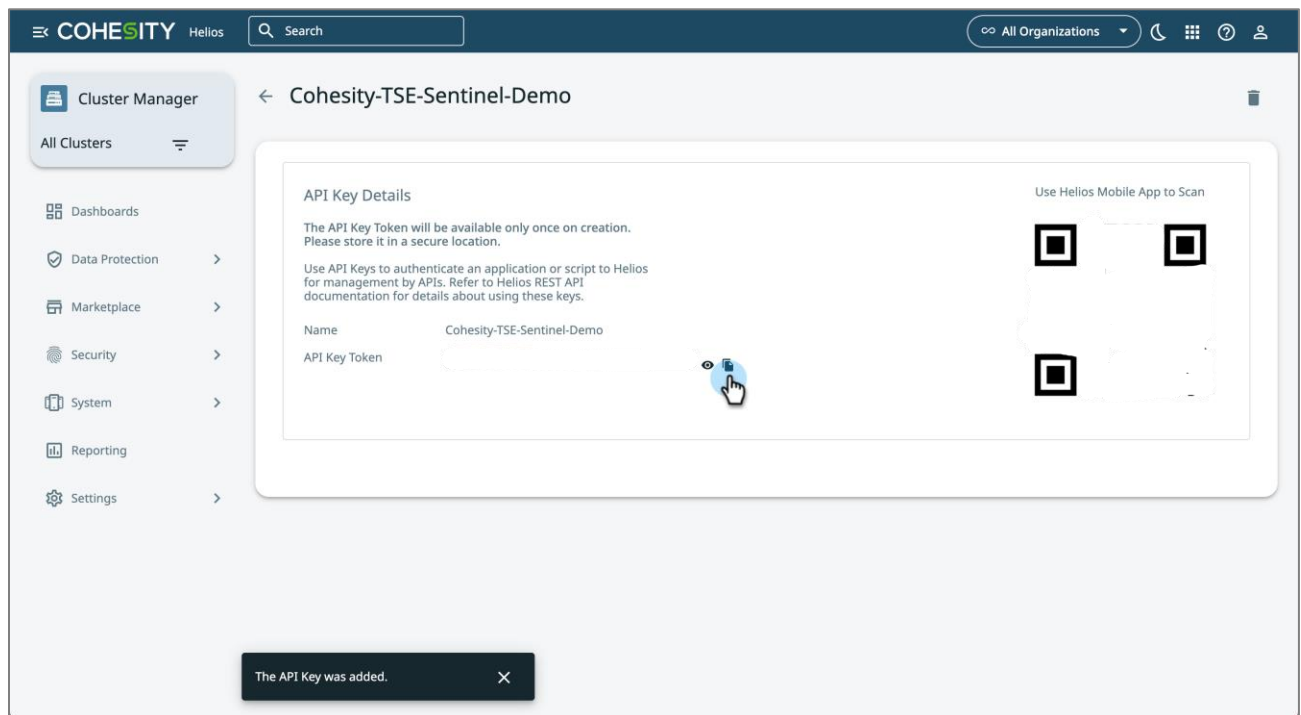 COHESITY Helios
Search
All Organizations
Cluster Manager
All Clusters
Dashboards
Data Protection
Marketplace
Security
System
Reporting
Settings
Cohesity-TSE-Sentinel-Demo
API Key Details
The API Key Token will be available only once on creation.
Please store it in a secure location.
Use API Keys to authenticate an application or script to Helios
for management by APIs. Refer to Helios REST API
documentation for details about using these keys.
Name Cohesity-TSE-Sentinel-Demo
API Key Token
Use Helios Mobile App to Scan
The API Key was added.